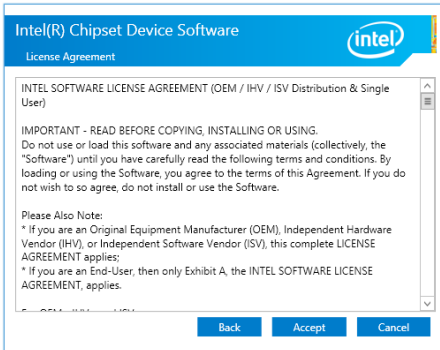 Intel(R) Chipset Device Software
License Agreement
intel
INTEL SOFTWARE LICENSE AGREEMENT (OEM / IHV / ISV Distribution & Single
User)
IMPORTANT - READ BEFORE COPYING, INSTALLING OR USING.
Do not use or load this software and any associated materials (collectively, the
"Software") until you have carefully read the following terms and conditions. By
loading or using the Software, you agree to the terms of this Agreement. If you do
not wish to so agree, do not install or use the Software.
Please Also Note:
* If you are an Original Equipment Manufacturer (OEM), Independent Hardware
Vendor (IHV), or Independent Software Vendor (ISV), this complete LICENSE
AGREEMENT applies;
* If you are an End-User, then only Exhibit A, the INTEL SOFTWARE LICENSE
AGREEMENT, applies.
Back Accept Cancel